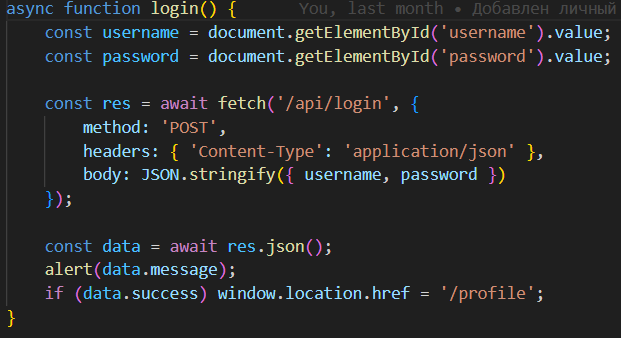 async function login() {    You, last month • Добавлен личный
    const username = document.getElementById('username').value;
    const password = document.getElementById('password').value;

    const res = await fetch('/api/login', {
        method: 'POST',
        headers: { 'Content-Type': 'application/json' },
        body: JSON.stringify({ username, password })
    });

    const data = await res.json();
    alert(data.message);
    if (data.success) window.location.href = '/profile';
}